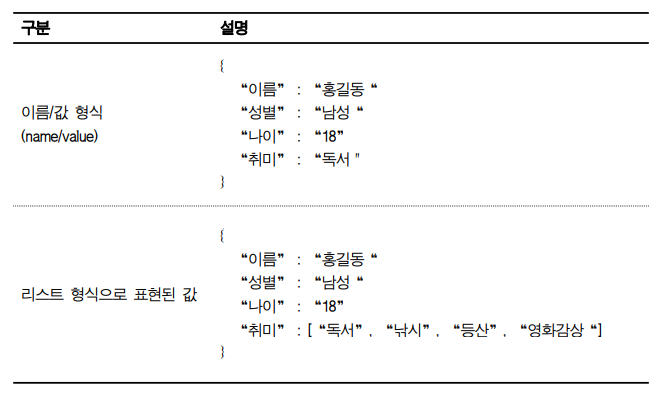 구분 설명
{
“이름” : “홍길동 “
“성별” : “남성 “
이름/값 형식
(name/value)
“나이” : “18”
“취미” : “독서 "
}
{
“이름” : “홍길동 “
“성별” : “남성 “
리스트 형식으로 표현된 값
“나이” : “18”
“취미” : [ “독서” , “낚시” , “등산” , “영화감상 “]
}